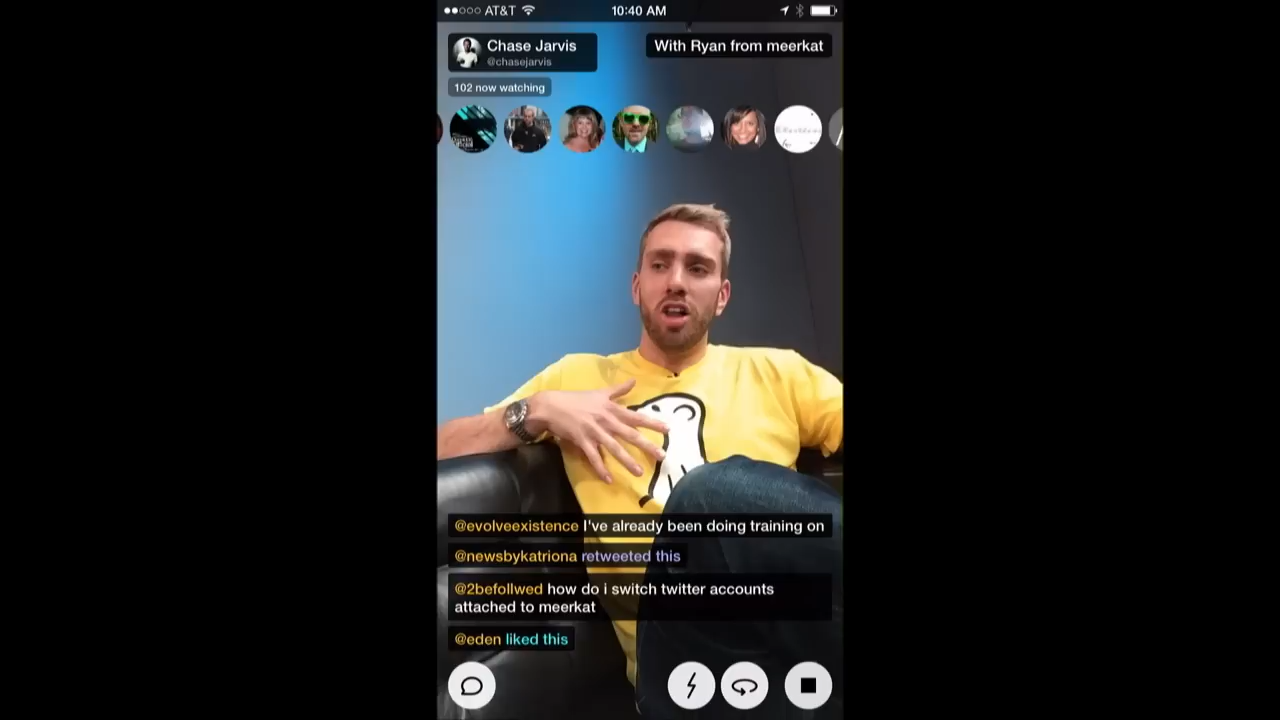 AT&T 10:40 AM
Chase Jarvis
@chasejarvis
With Ryan from meerkat
102 now watching
@evolveexistence I've already been doing training on
@newsbykatriona retweeted this
@2befollwed how do i switch twitter accounts
attached to meerkat
@eden liked this